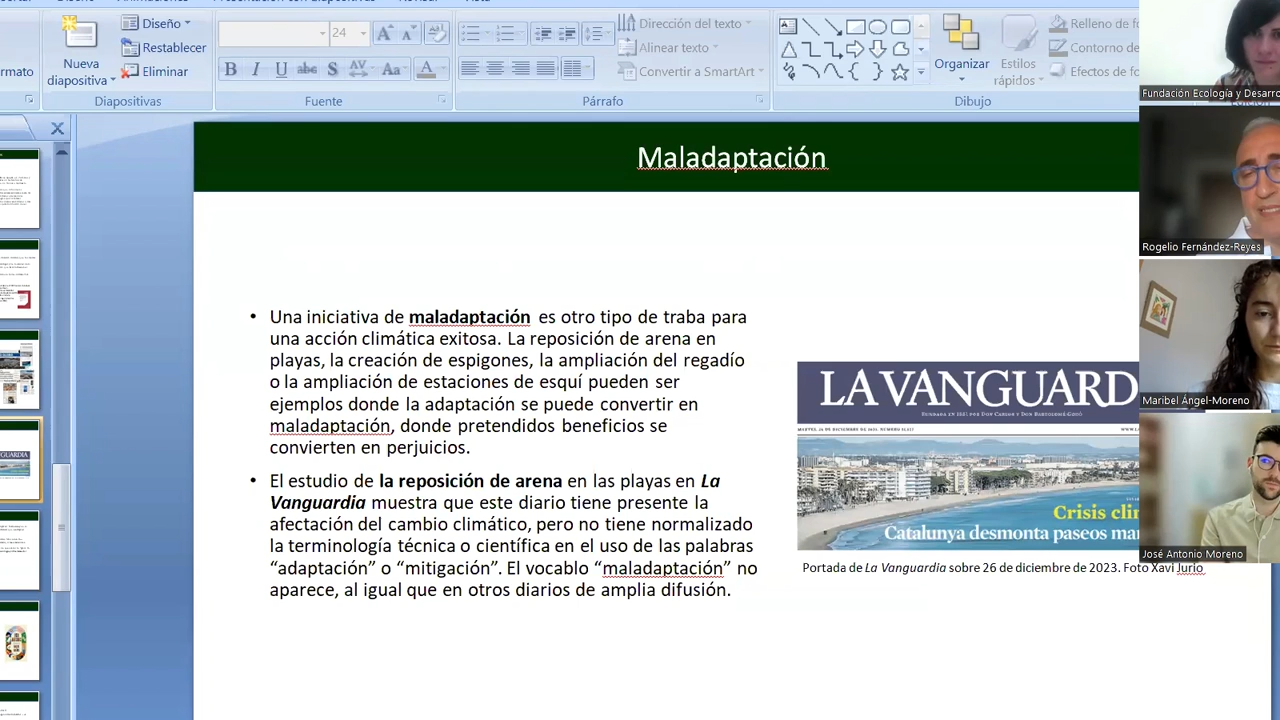 Diseño
Restablecer
Eliminar
Nueva
diapositiva
Diapositivas
24
Fuente
Dirección del texto
Alinear texto
Convertir a SmartArt
Párrafo
Organizar
Estilos
rápidos
Relleno de fo
Contorno de
Efectos de fo
Dibujo
Maladaptación
• Una iniciativa de maladaptación es otro tipo de traba para
una acción climática exitosa. La reposición de arena en
playas, la creación de espigones, la ampliación del regadío
o la ampliación de estaciones de esquí pueden ser
ejemplos donde la adaptación se puede convertir en
maladaptación, donde pretendidos beneficios se
convierten en perjuicios.
• El estudio de la reposición de arena en las playas en La
Vanguardia muestra que este diario tiene presente la
afectación del cambio climático, pero no tiene normalizado
la terminología técnica o científica en el uso de las palabras
“adaptación” o “mitigación”. El vocablo “maladaptación” no
aparece, al igual que en otros diarios de amplia difusión.
LA VANGUARD
Crisis clim
Catalunya desmonta paseos mar
Portada de La Vanguardia sobre 26 de diciembre de 2023. Foto Xavi Jurio
Fundación Ecología y Desarro
Rogelio Fernández-Reyes
Maribel Ángel-Moreno
José Antonio Moreno